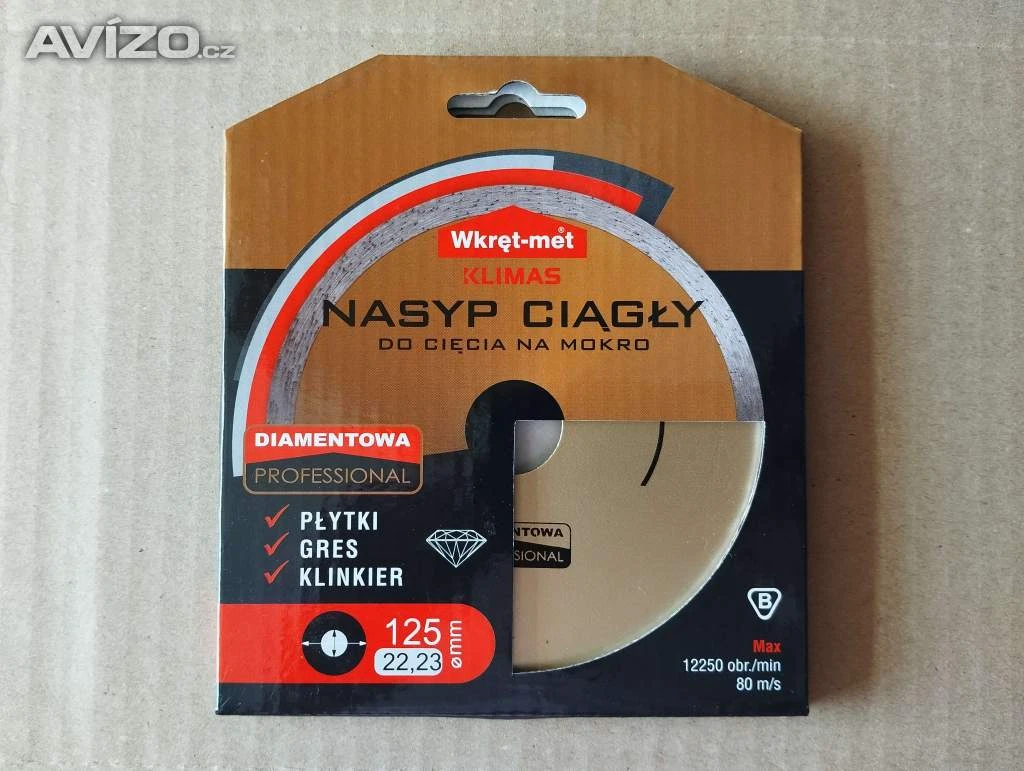 AVÍZO.cz
Wkręt-met®
KLIMAS
NASYP CIĄGŁY
DO CIĘCIA NA MOKRO
DIAMENTOWA
PROFESSIONAL
PŁYTKI
GRES
KLINKIER
NTOWA
SIONAL
125
22,23
ømm
B
Max
12250 obr./min
80 m/s